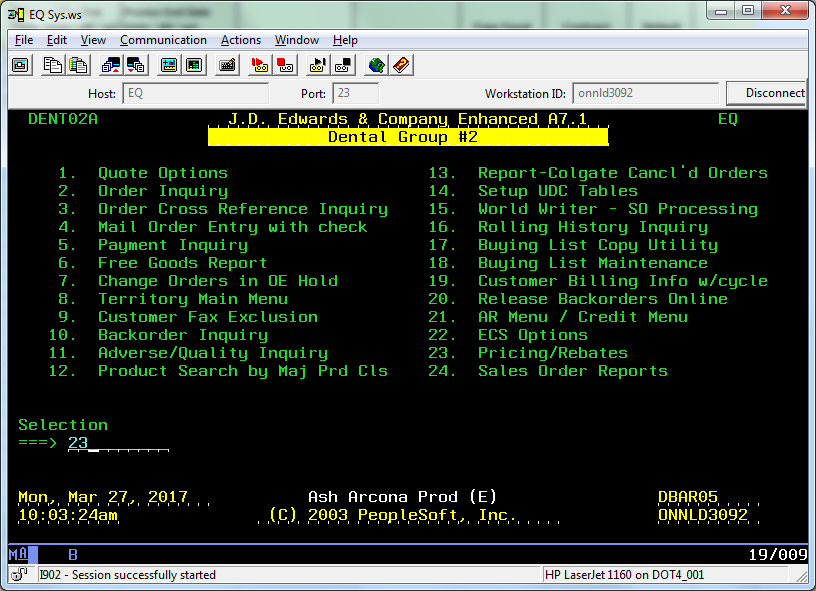 EQ Sys.ws
File Edit View Communication Actions Window Help
Host: EQ Port: 23 Workstation ID: onnld3092 Disconnect
DENT02A J.D. Edwards & Company Enhanced A7.1 EQ
Dental Group #2
1. Quote Options 13. Report-Colgate Cancl'd Orders
2. Order Inquiry 14. Setup UDC Tables
3. Order Cross Reference Inquiry 15. World Writer - SO Processing
4. Mail Order Entry with check 16. Rolling History Inquiry
5. Payment Inquiry 17. Buying List Copy Utility
6. Free Goods Report 18. Buying List Maintenance
7. Change Orders in OE Hold 19. Customer Billing Info w/cycle
8. Territory Main Menu 20. Release Backorders Online
9. Customer Fax Exclusion 21. AR Menu / Credit Menu
10. Backorder Inquiry 22. ECS Options
11. Adverse/Quality Inquiry 23. Pricing/Rebates
12. Product Search by Maj Prd Cls 24. Sales Order Reports
Selection
===> 23
Mon, Mar 27, 2017 Ash Arcona Prod (E) DBAR05
10:03:24am (C) 2003 PeopleSoft, Inc. ONNLD3092
MA B 19/009
I902 - Session successfully started HP LaserJet 1160 on DOT4_001